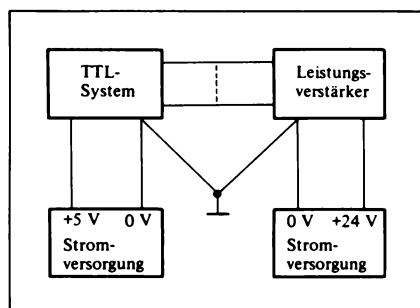 TTL-
System
Leistungs-
verstärker
+5 V 0 V
Strom-
versorgung
0 V +24 V
Strom-
versorgung